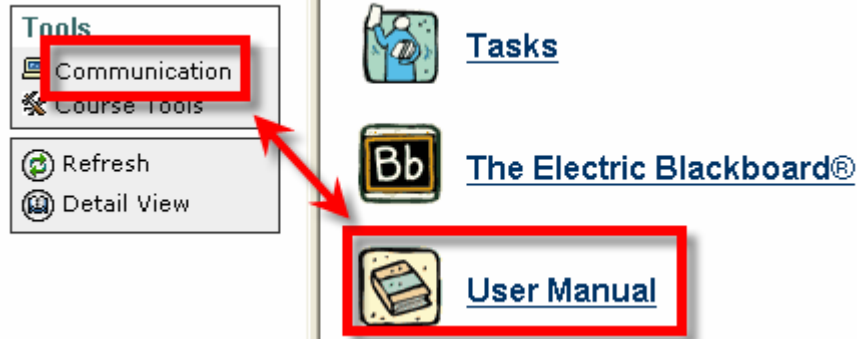 Tools
Communication
Course Tools
Refresh
Detail View
Tasks
Bb
The Electric Blackboard®
User Manual